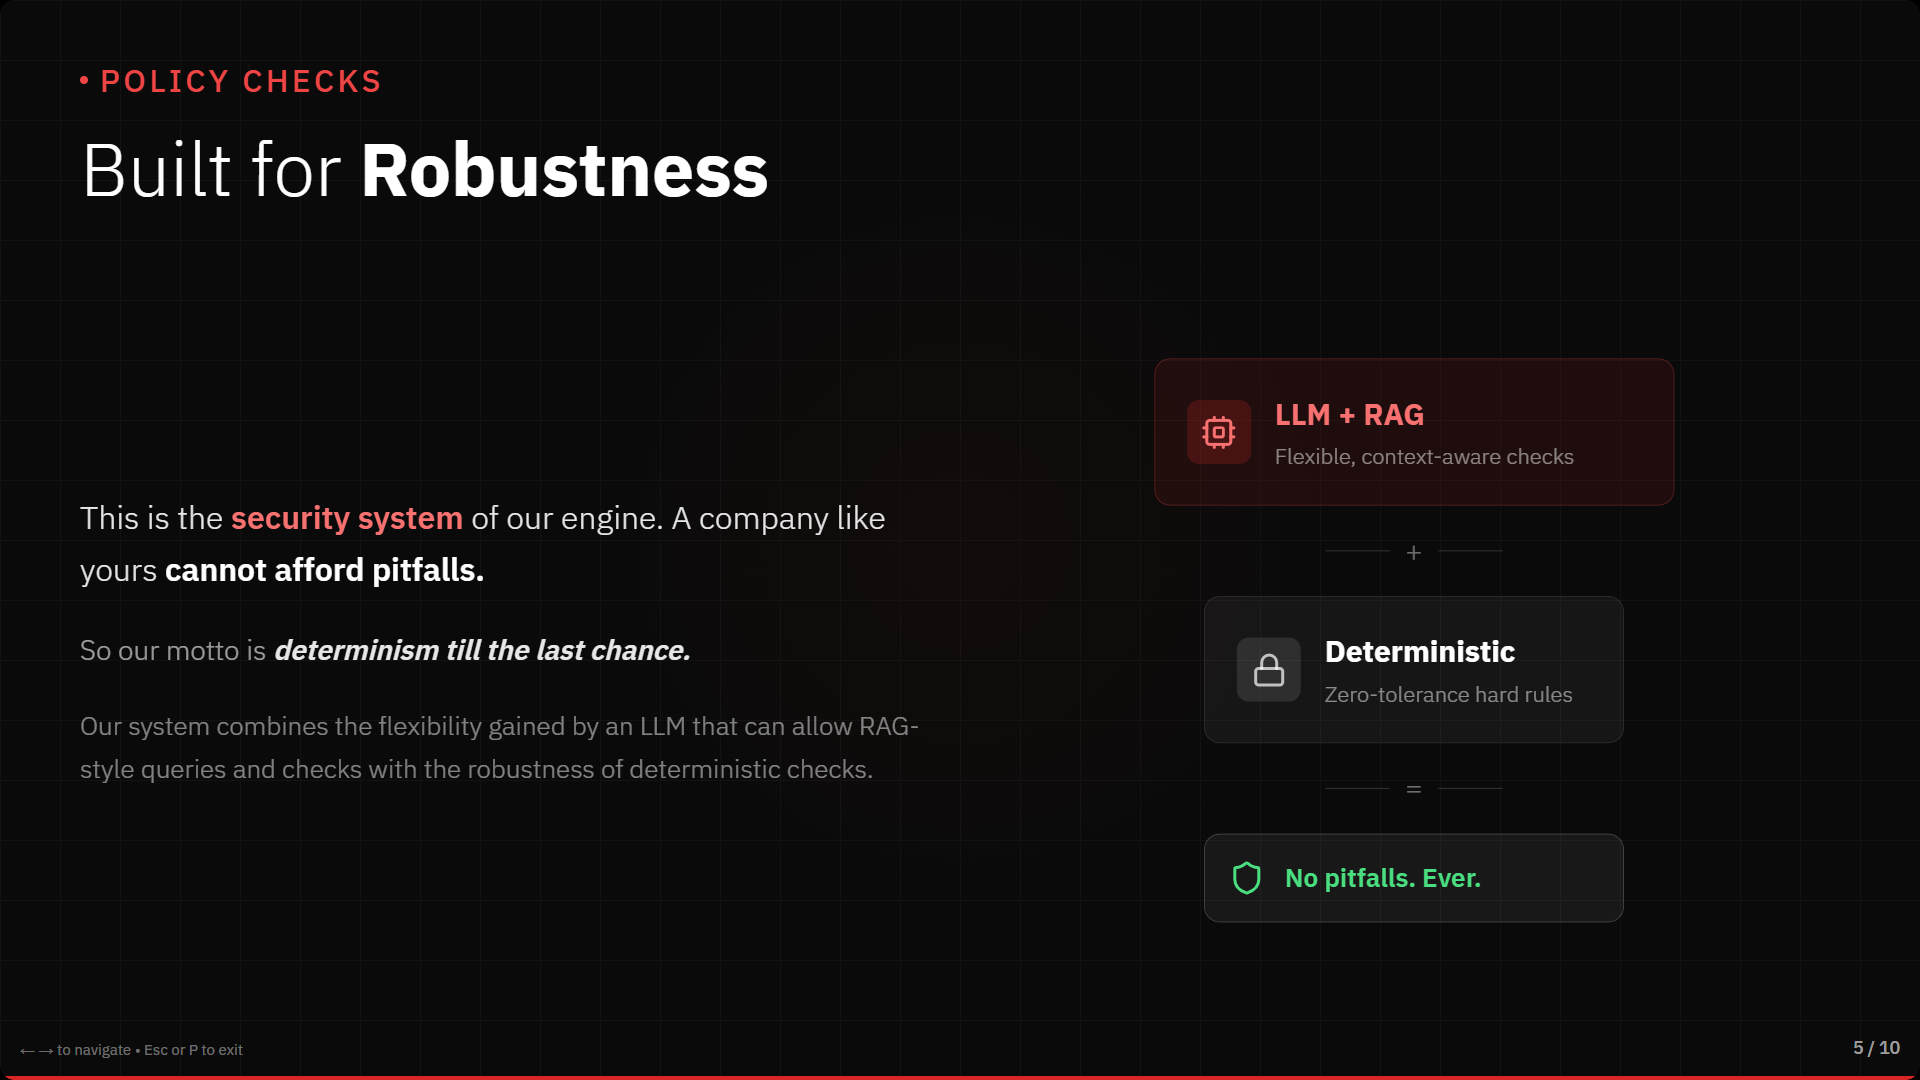 • POLICY CHECKS
Built for Robustness
This is the security system of our engine. A company like
yours cannot afford pitfalls.
So our motto is determinism till the last chance.
Our system combines the flexibility gained by an LLM that can allow RAG-
style queries and checks with the robustness of deterministic checks.
LLM + RAG
Flexible, context-aware checks
+
Deterministic
Zero-tolerance hard rules
=
No pitfalls. Ever.
←→ to navigate • Esc or P to exit
5 / 10